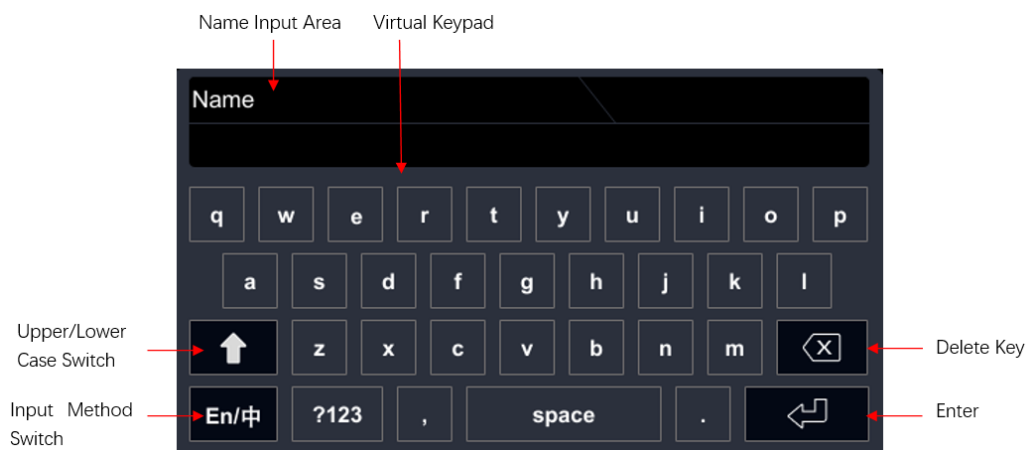 Name Input Area Virtual Keypad
Name
q w e r t y u i o p
a s d f g h j k l
Upper/Lower
Case Switch
z x c v b n m
Delete Key
Input Method
Switch
En/中 ?123 , space .
Enter